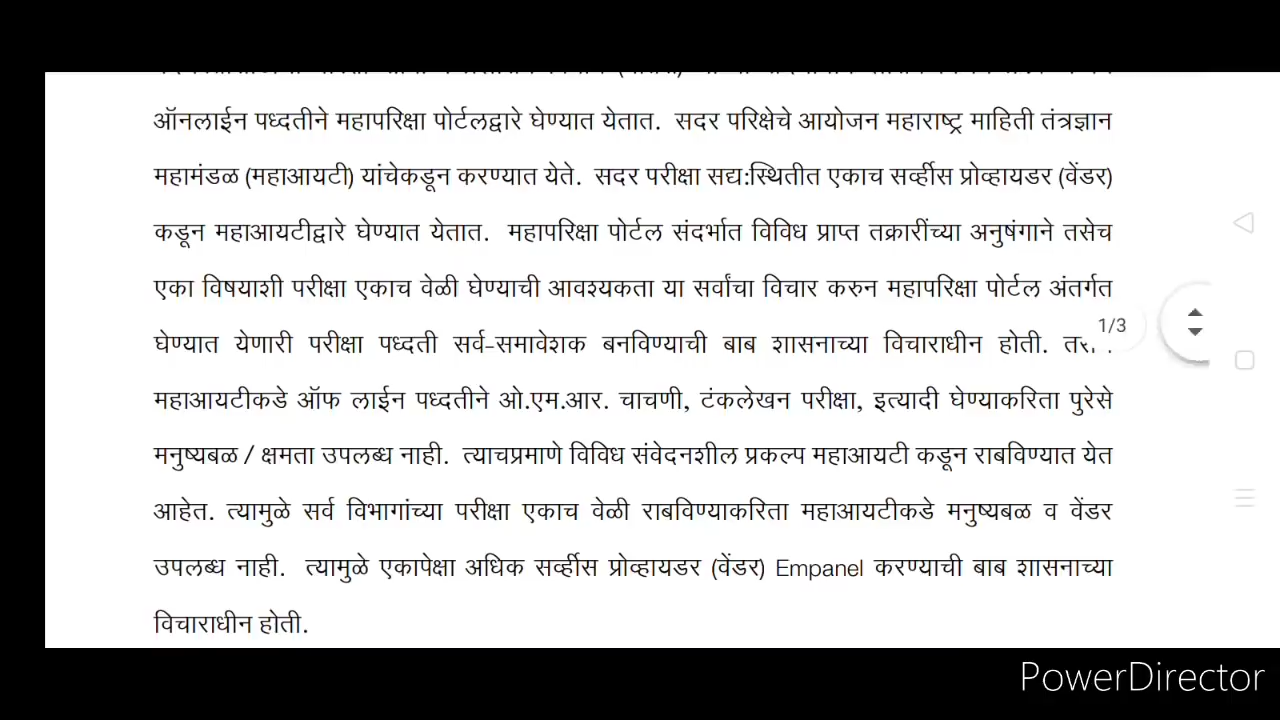 ऑनलाईन पध्दतीने महापरिक्षा पोर्टलद्वारे घेण्यात येतात. सदर परिक्षेचे आयोजन महाराष्ट्र माहिती तंत्रज्ञान
महामंडळ (महाआयटी) यांचेकडून करण्यात येते. सदर परीक्षा सद्य:स्थितीत एकाच सर्व्हीस प्रोव्हायडर (वेंडर)
कडून महाआयटीद्वारे घेण्यात येतात. महापरिक्षा पोर्टल संदर्भात विविध प्राप्त तक्रारींच्या अनुषंगाने तसेच
एका विषयाशी परीक्षा एकाच वेळी घेण्याची आवश्यकता या सर्वांचा विचार करुन महापरिक्षा पोर्टल अंतर्गत
घेण्यात येणारी परीक्षा पध्दती सर्व-समावेशक बनविण्याची बाब शासनाच्या विचाराधीन होती.
1/3
महाआयटीकडे ऑफ लाईन पध्दतीने ओ.एम.आर. चाचणी, टंकलेखन परीक्षा, इत्यादी घेण्याकरिता पुरेसे
मनुष्यबळ / क्षमता उपलब्ध नाही. त्याचप्रमाणे विविध संवेदनशील प्रकल्प महाआयटी कडून राबविण्यात येत
आहेत. त्यामुळे सर्व विभागांच्या परीक्षा एकाच वेळी राबविण्याकरिता महाआयटीकडे मनुष्यबळ व वेंडर
उपलब्ध नाही. त्यामुळे एकापेक्षा अधिक सर्व्हीस प्रोव्हायडर (वेंडर) Empanel करण्याची बाब शासनाच्या
विचाराधीन होती.
PowerDirector